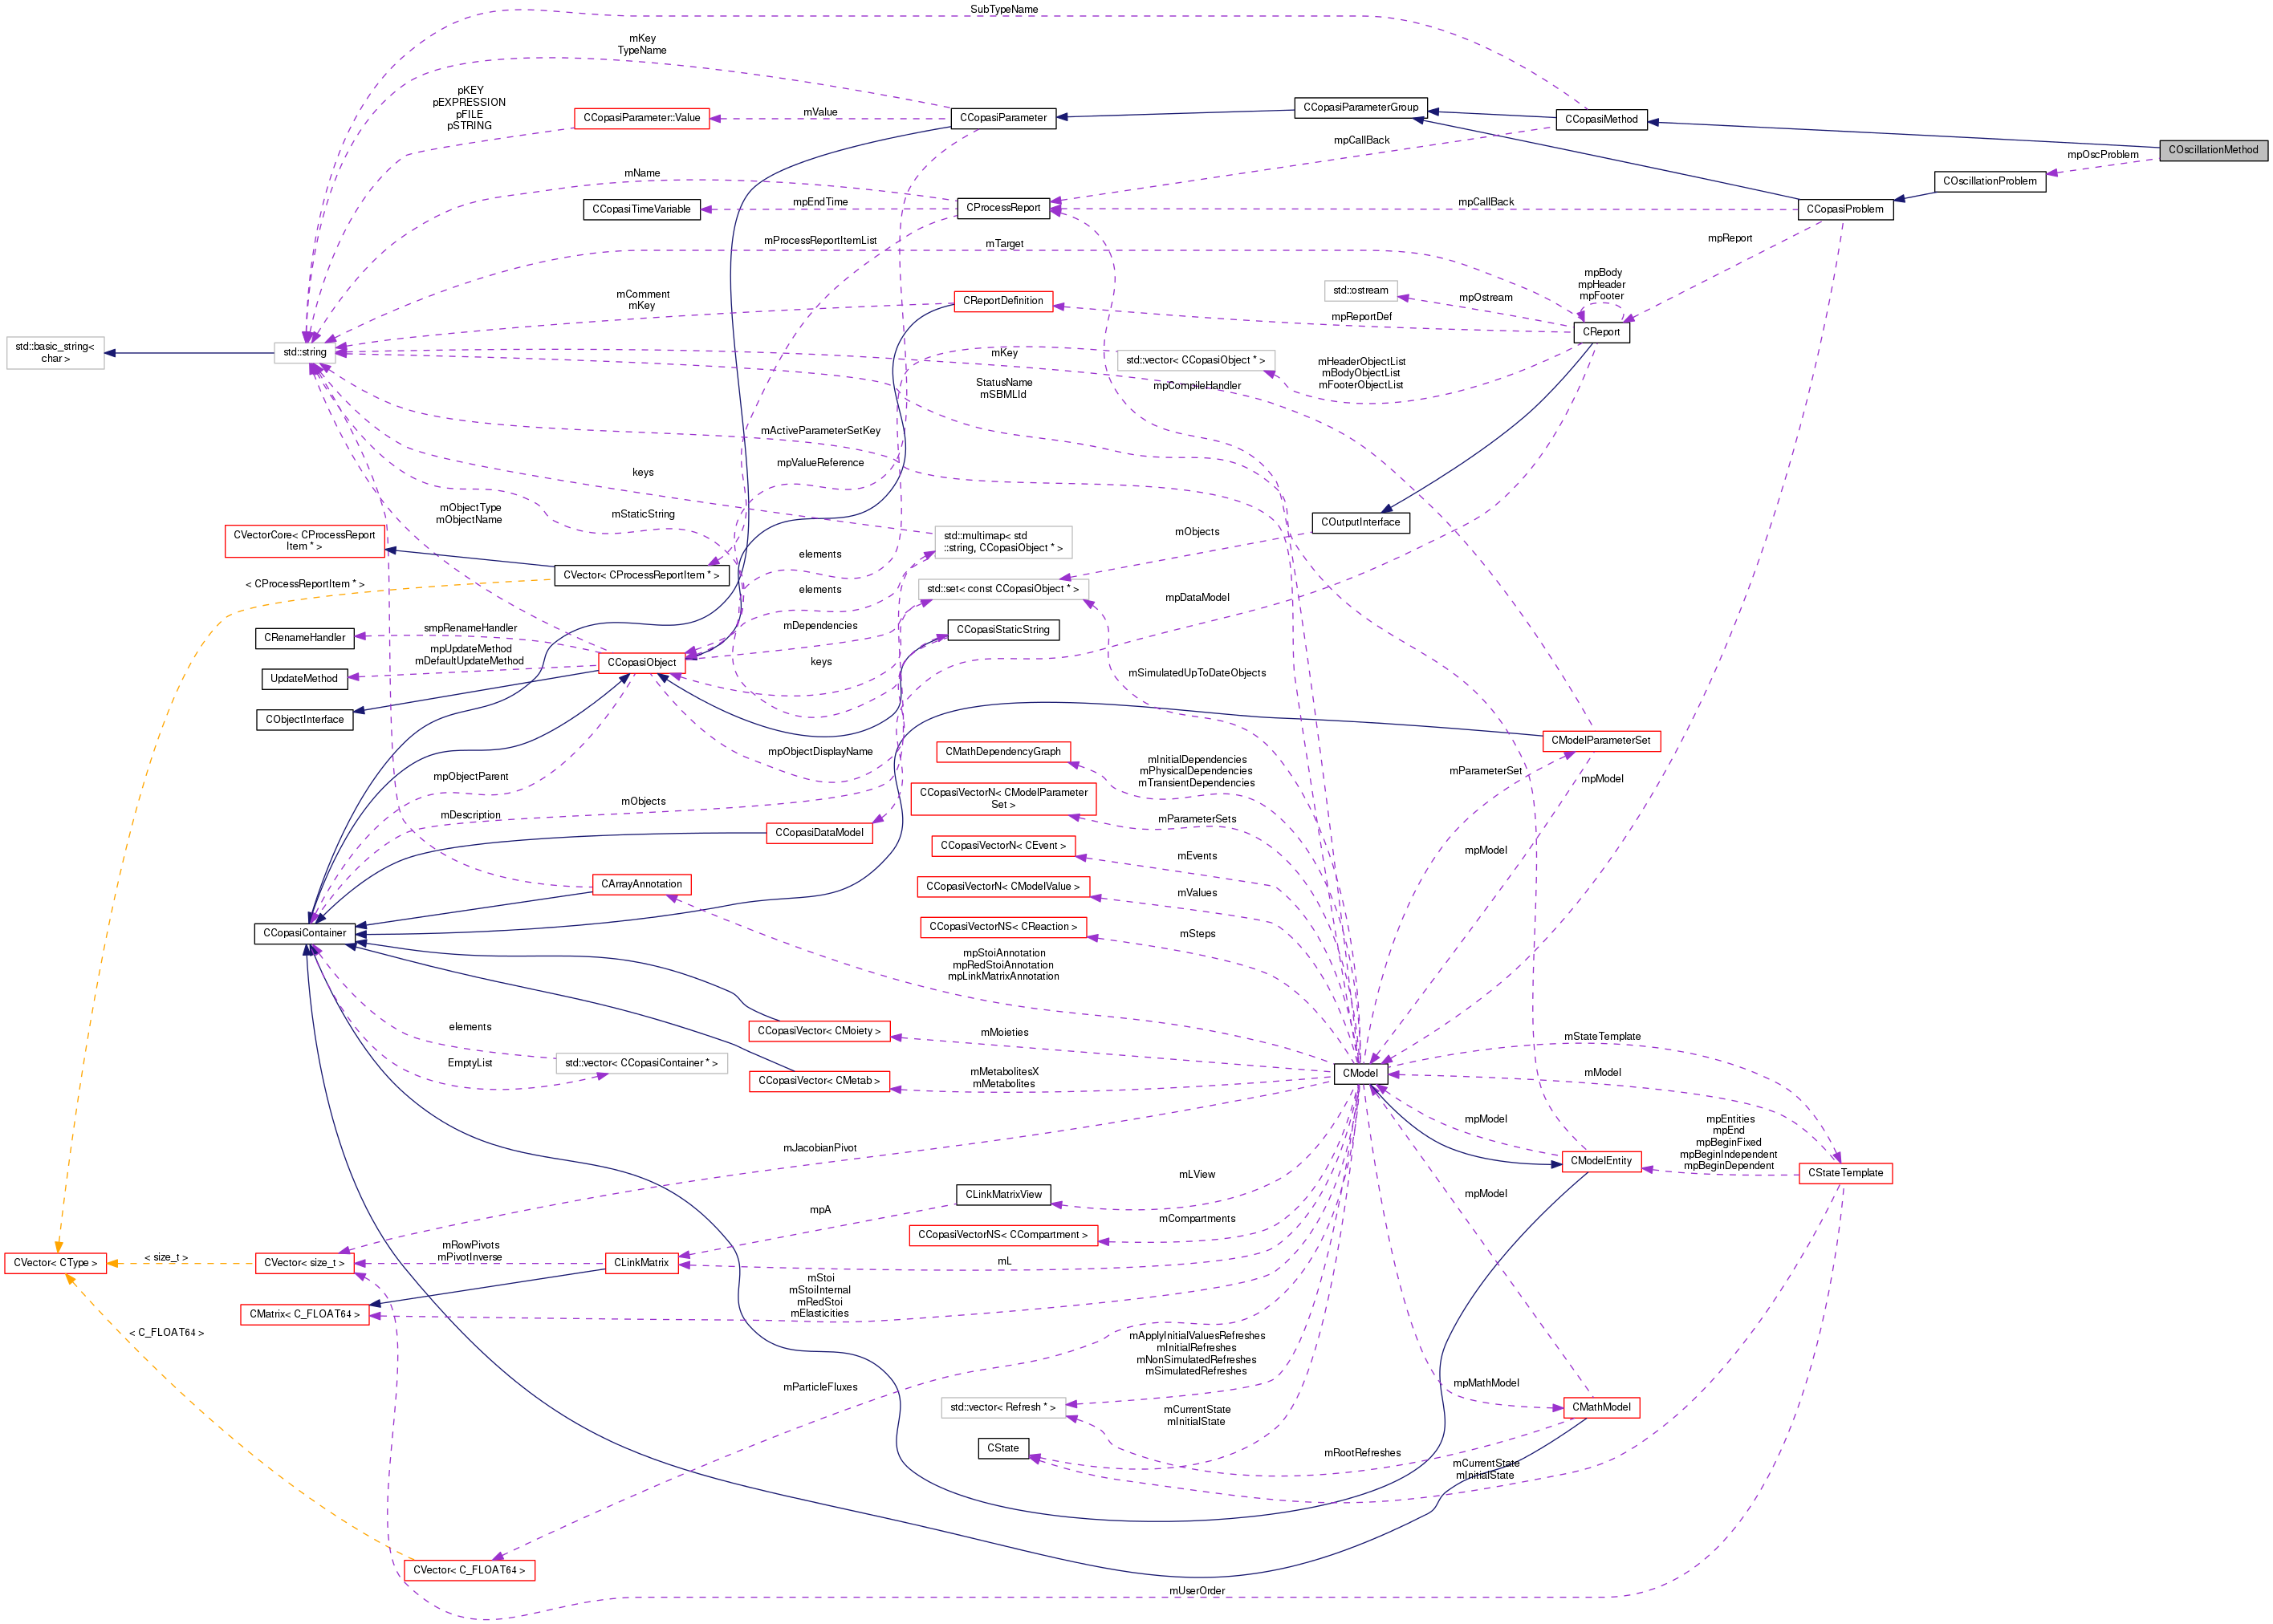 SubTypeName
mKey
TypeName
pKEY
pEXPRESSION
pFILE
pSTRING
CCopasiParameter::Value
mValue
CCopasiParameter
CCopasiParameterGroup
CCopasiMethod
COscillationMethod
mpCallBack
mpOscProblem
COscillationProblem
mName
CCopasiTimeVariable
mpEndTime
CProcessReport
mpCallBack
CCopasiProblem
mProcessReportItemList
mTarget
mpReport
mpBody
mpHeader
mpFooter
std::ostream
mpOstream
mComment
mKey
CReportDefinition
mpReportDef
CReport
std::basic_string<
char >
std::string
mKey
std::vector< CCopasiObject * >
mHeaderObjectList
mBodyObjectList
mFooterObjectList
StatusName
mSBMLId
mpCompileHandler
mActiveParameterSetKey
mpValueReference
keys
mObjectType
mObjectName
mStaticString
CVectorCore< CProcessReport
Item * >
std::multimap< std
::string, CCopasiObject * >
COutputInterface
mObjects
elements
CVector< CProcessReportItem * >
< CProcessReportItem * >
elements
std::set< const CCopasiObject * >
mpDataModel
mDependencies
CCopasiStaticString
CRenameHandler
smpRenameHandler
mpUpdateMethod
mDefaultUpdateMethod
UpdateMethod
CCopasiObject
keys
mSimulatedUpToDateObjects
CObjectInterface
mpObjectDisplayName
CMathDependencyGraph
CModelParameterSet
mpObjectParent
mInitialDependencies
mPhysicalDependencies
mTransientDependencies
mParameterSet
mpModel
CCopasiVectorN< CModelParameter
Set >
mObjects
mDescription
mParameterSets
CCopasiDataModel
CCopasiVectorN< CEvent >
mEvents
mpModel
CArrayAnnotation
CCopasiVectorN< CModelValue >
mValues
CCopasiContainer
CCopasiVectorNS< CReaction >
mSteps
mpStoiAnnotation
mpRedStoiAnnotation
mpLinkMatrixAnnotation
elements
CCopasiVector< CMoiety >
mMoieties
mStateTemplate
EmptyList
std::vector< CCopasiContainer * >
CCopasiVector< CMetab >
mMetabolitesX
mMetabolites
CModel
mModel
mpModel
mpEntities
mpEnd
mpBeginFixed
mpBeginIndependent
mpBeginDependent
mJacobianPivot
CModelEntity
CStateTemplate
CLinkMatrixView
mLView
mpModel
mpA
mCompartments
CCopasiVectorNS< CCompartment >
CVector< CType >
< size_t >
CVector< size_t >
mRowPivots
mPivotInverse
CLinkMatrix
mL
mStoi
mStoiInternal
mRedStoi
mElasticities
CMatrix< C_FLOAT64 >
< C_FLOAT64 >
mApplyInitialValuesRefreshes
mInitialRefreshes
mNonSimulatedRefreshes
mSimulatedRefreshes
mParticleFluxes
mpMathModel
std::vector< Refresh * >
CMathModel
mCurrentState
mInitialState
CState
mRootRefreshes
mCurrentState
mInitialState
CVector< C_FLOAT64 >
mUserOrder